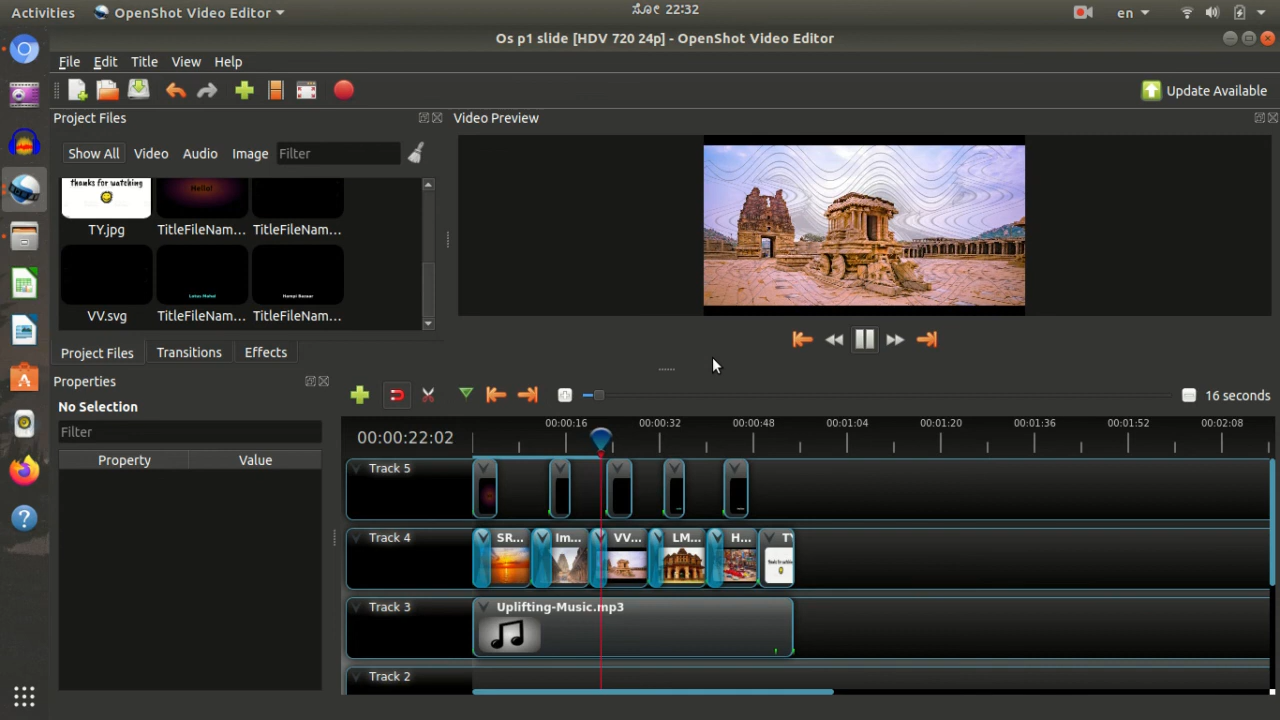 Activities OpenShot Video Editor ಸೋಮ 22:32 en
Os p1 slide [HDV 720 24p] - OpenShot Video Editor
File Edit Title View Help
Update Available
Project Files
Video Preview
Show All Video Audio Image Filter
thanks for watching
Hello!
TY.jpg TitleFileNam... TitleFileNam...
Lotus Mahal
Hampi Bazaar
VV.svg TitleFileNam... TitleFileNam...
Project Files Transitions Effects
Properties
No Selection
Filter
Property Value
16 seconds
00:00:22:02
00:00:16 00:00:32 00:00:48 00:01:04 00:01:20 00:01:36 00:01:52 00:02:08
Track 5
Track 4 SR... Im... VV... LM... H... TY
Track 3 Uplifting-Music.mp3
Track 2